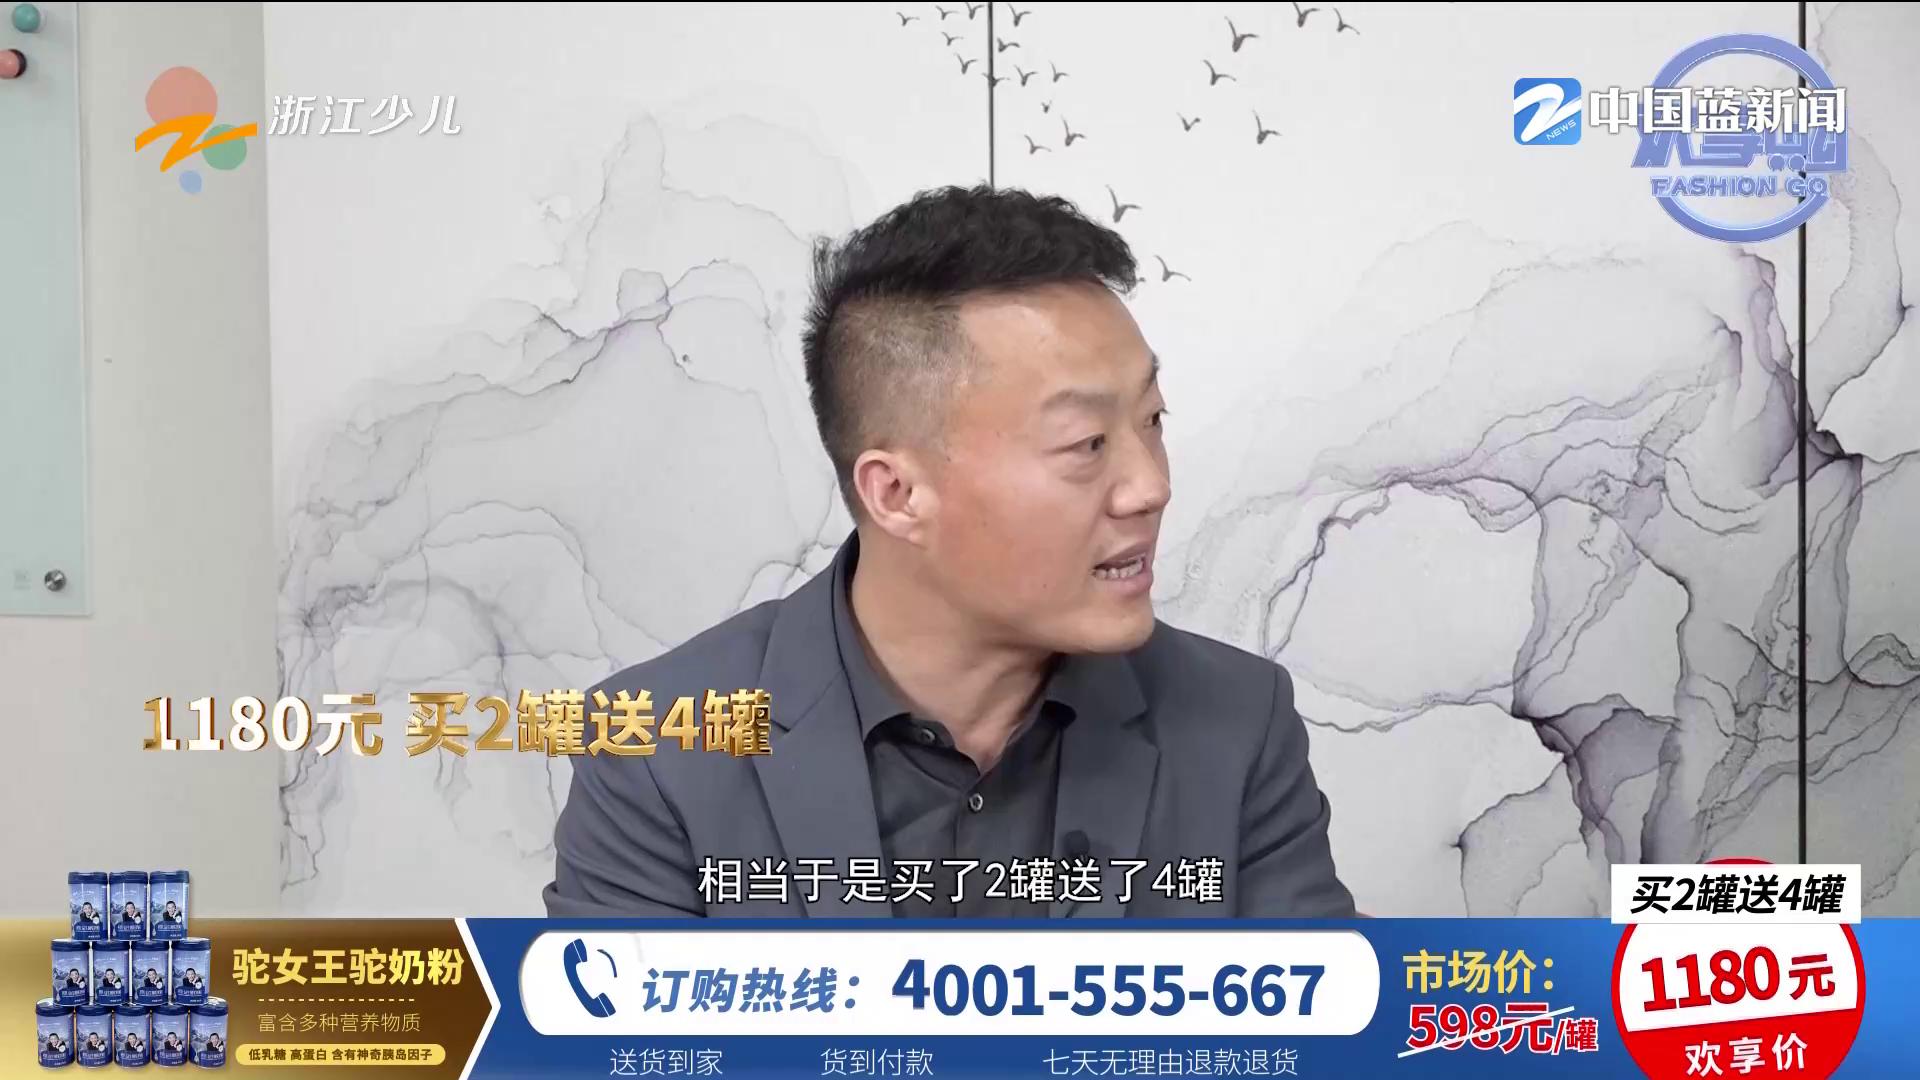 浙江少儿
中国蓝新闻
NEWS
FASHION GO
1180元 买2罐送4罐
相当于是买了2罐送了4罐
买2罐送4罐
驼女王驼奶粉
富含多种营养物质
低乳糖 高蛋白 含有神奇胰岛因子
订购热线：4001-555-667
送货到家 货到付款 七天无理由退款退货
市场价：
598元/罐
1180元
欢享价